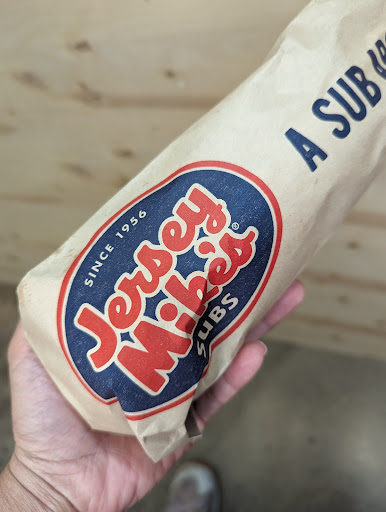 SINCE 1956
Jersey
Mike's
®
SUBS
A SUB